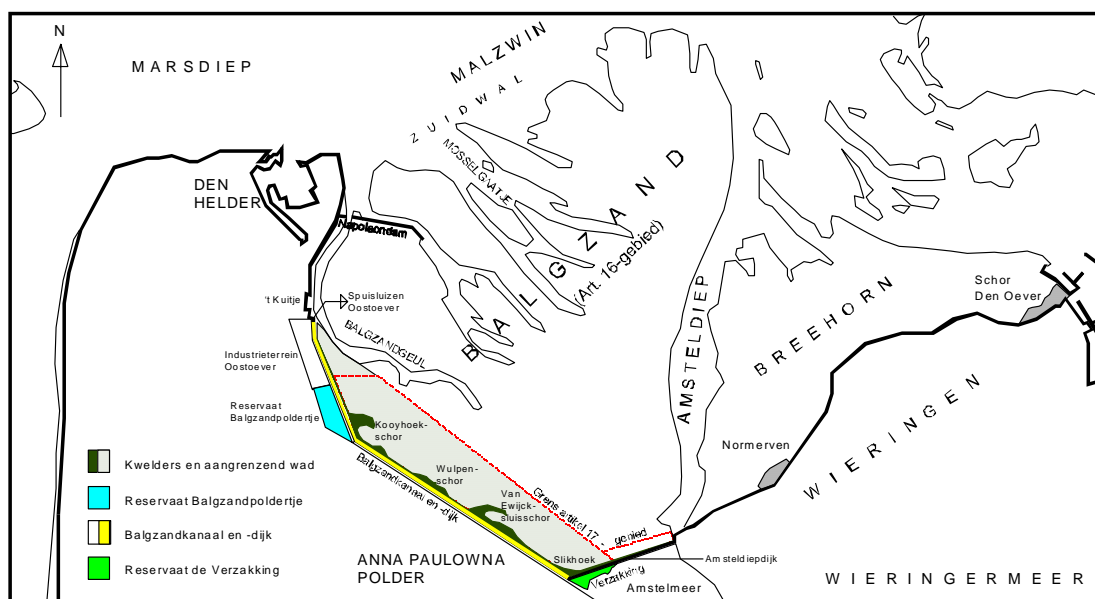 N
MARSDIEP
MALZWIN
ZUIDWAL
MOSSELGAATJE
DEN
HELDER
Napoleondam
BALGZAND
(Art. 16-gebied)
't Kuitje
Spuisluizen
Oostoever
BALGZANDGEUL
AMSTELDIEP
BREEHORN
Schor
Den Oever
Industrieterrein
Oostoever
Reservaat
Balgzandpoldertje
Kooyhoek-
schor
Wulpen-
schor
Van
Ewijck-
sluisschor
Balgzandkanaal en -dijk
Grens artikel 17 -
gebied
Normerven
WIERINGEN
Slikhoek
Amsteldiepdijk
Verzakking
Amstelmeer
ANNA PAULOWNA
POLDER
WIERINGERMEER
Kwelders en aangrenzend wad
Reservaat Balgzandpoldertje
Balgzandkanaal en -dijk
Reservaat de Verzakking